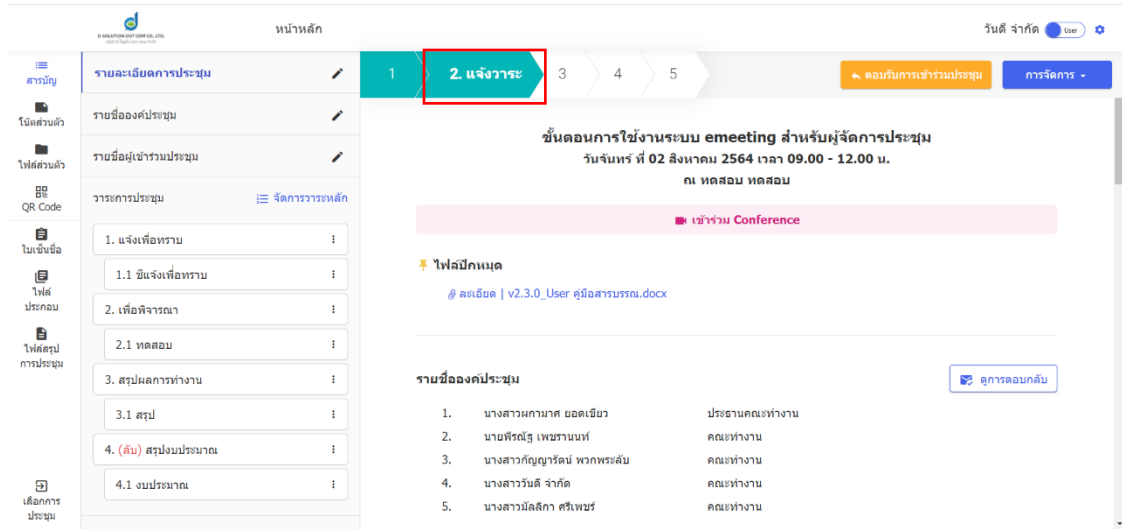 D SOLUTION DOT COM CO., LTD.
หน้าหลัก
วันดี จำกัด
User
สารบัญ
โน๊ตส่วนตัว
ไฟล์ส่วนตัว
QR Code
ใบเซ็นชื่อ
ไฟล์
ประกอบ
ไฟล์สรุป
การประชุม
เลือกการ
ประชุม
รายละเอียดการประชุม
รายชื่อองค์ประชุม
รายชื่อผู้เข้าร่วมประชุม
วาระการประชุม
จัดการวาระหลัก
1. แจ้งเพื่อทราบ
1.1 ชี้แจ้งเพื่อทราบ
2. เพื่อพิจารณา
2.1 ทดสอบ
3. สรุปผลการทำงาน
3.1 สรุป
4. (ลับ) สรุปงบประมาณ
4.1 งบประมาณ
1
2. แจ้งวาระ
3
4
5
ตอบรับการเข้าร่วมประชุม
การจัดการ
ขั้นตอนการใช้งานระบบ emeeting สำหรับผู้จัดการประชุม
วันจันทร์ ที่ 02 สิงหาคม 2564 เวลา 09.00 - 12.00 น.
ณ ทดสอบ ทดสอบ
เข้าร่วม Conference
ไฟล์ปักหมุด
ละเอียด | v2.3.0_User คู่มือสารบรรณ.docx
รายชื่อองค์ประชุม
ดูการตอบกลับ
1. นางสาวผกามาศ ยอดเขียว ประธานคณะทำงาน
2. นายพีรณัฐ เพชรานนท์ คณะทำงาน
3. นางสาวกัญญารัตน์ พวกพระลับ คณะทำงาน
4. นางสาววันดี จำกัด คณะทำงาน
5. นางสาวมัลลิกา ศรีเพชร์ คณะทำงาน